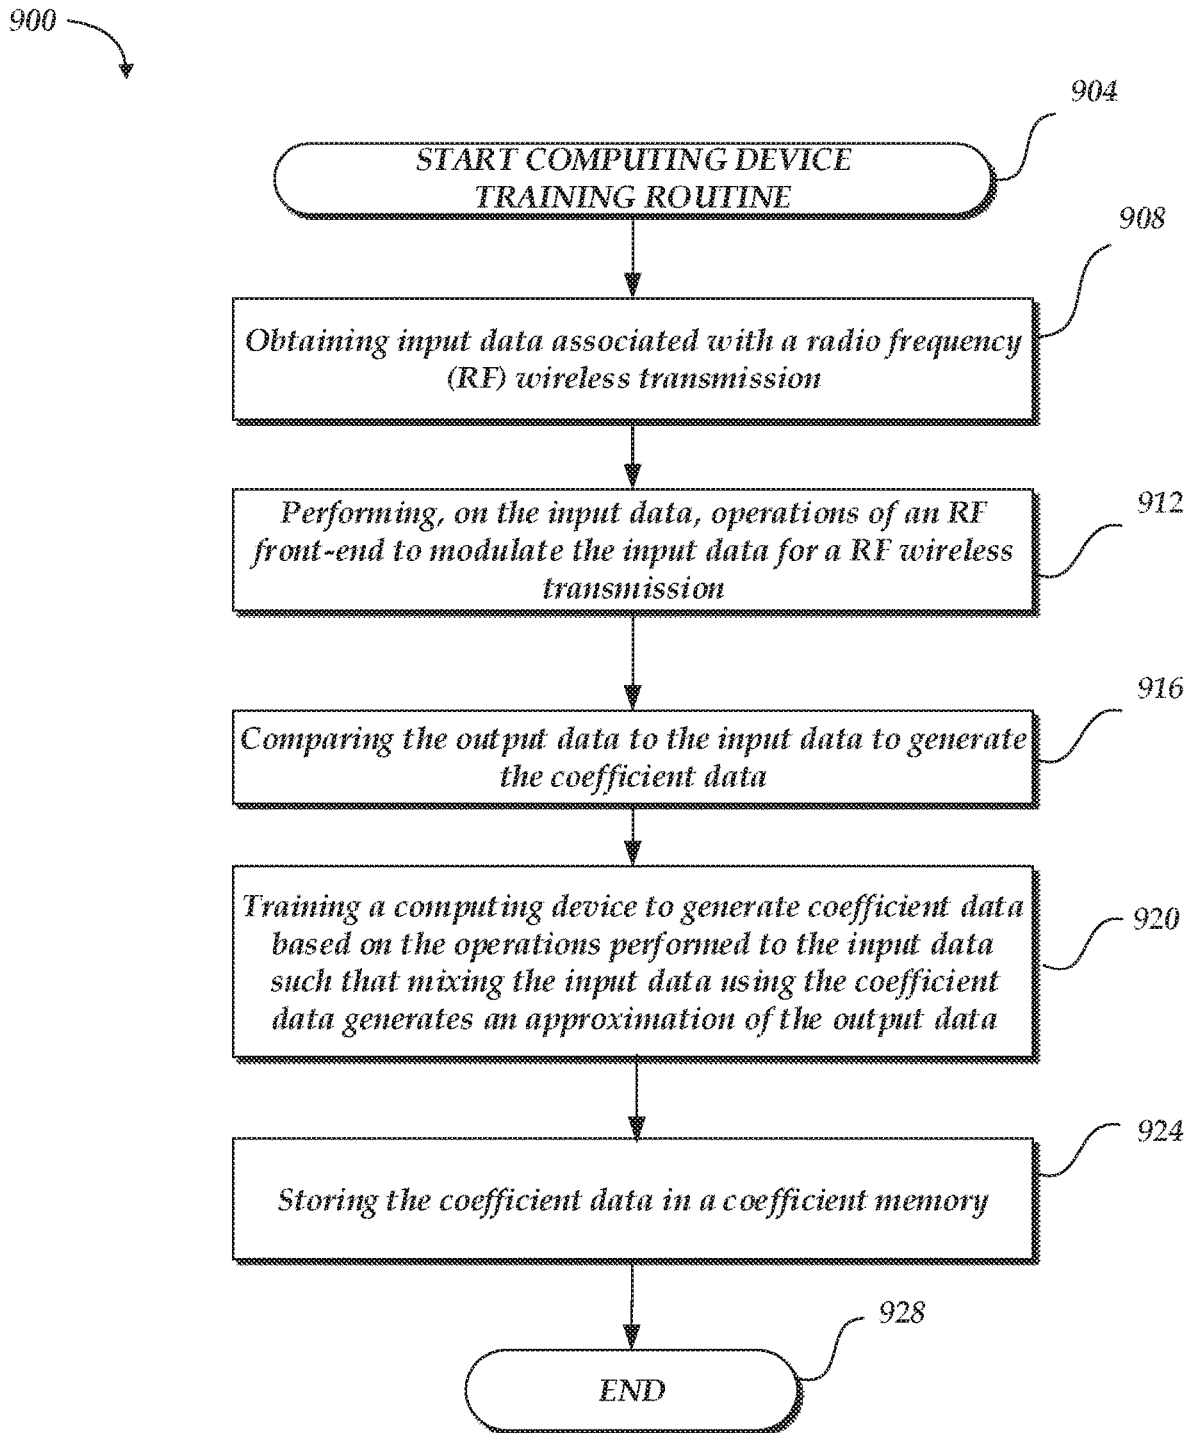 900
904
START COMPUTING DEVICE
TRAINING ROUTINE
908
Obtaining input data associated with a radio frequency
(RF) wireless transmission
912
Performing, on the input data, operations of an RF
front-end to modulate the input data for a RF wireless
transmission
916
Comparing the output data to the input data to generate
the coefficient data
920
Training a computing device to generate coefficient data
based on the operations performed to the input data
such that mixing the input data using the coefficient
data generates an approximation of the output data
924
Storing the coefficient data in a coefficient memory
928
END